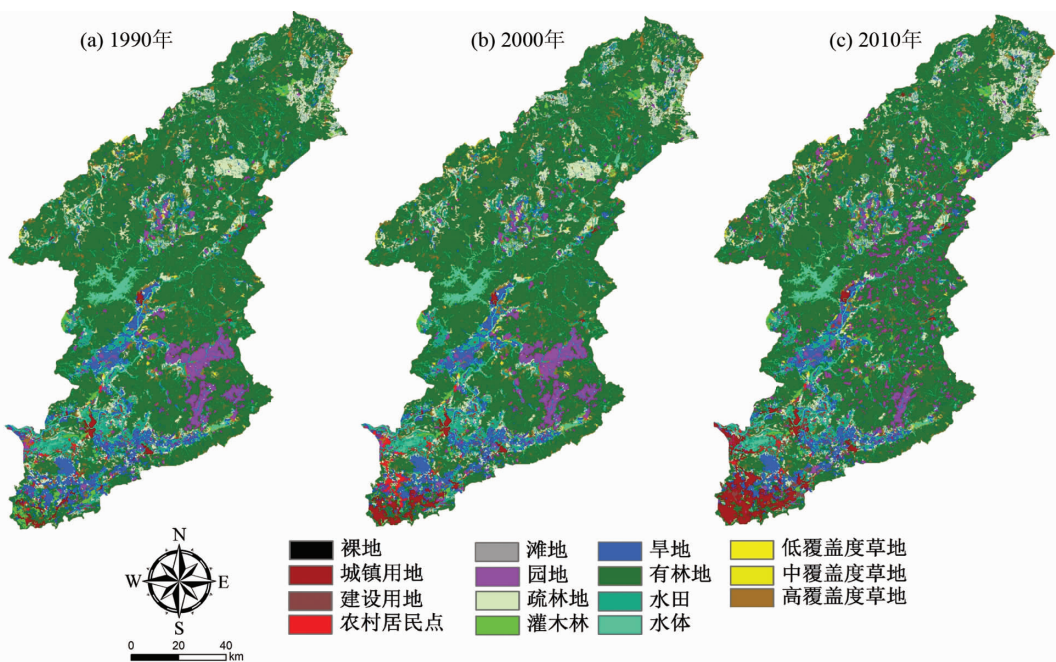 (a) 1990年
(b) 2000年
(c) 2010年
N
W
E
S
0 20 40
km
裸地
城镇用地
建设用地
农村居民点
滩地
园地
疏林地
灌木林
旱地
有林地
水田
水体
低覆盖度草地
中覆盖度草地
高覆盖度草地